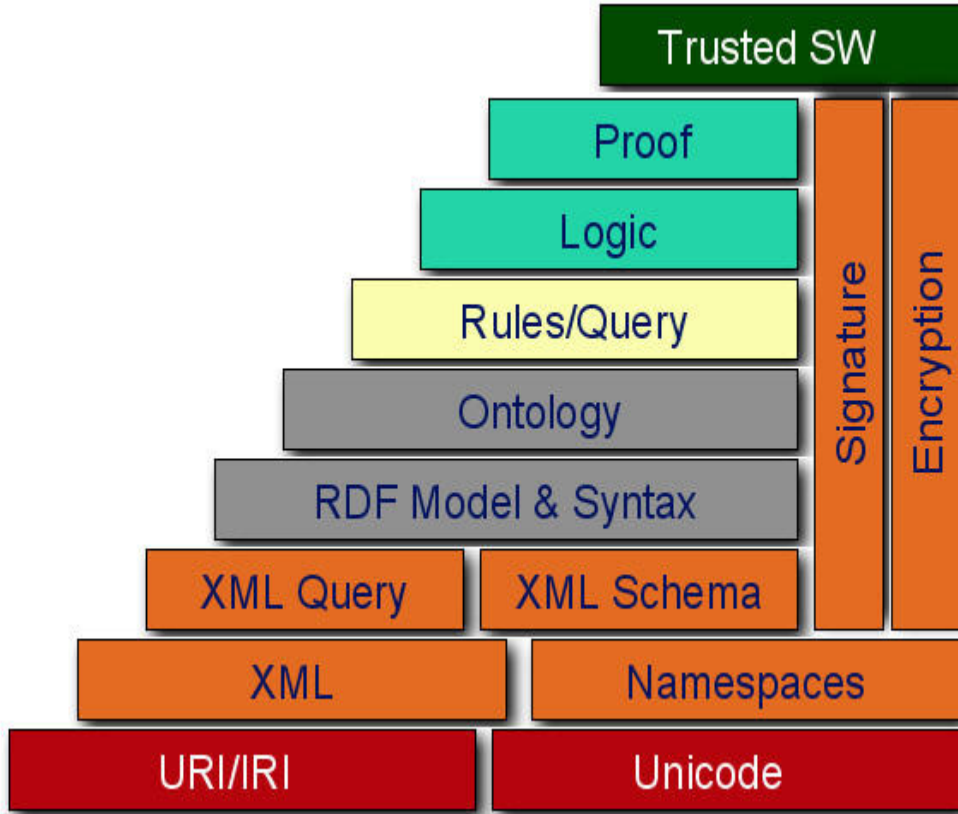 Trusted SW
Proof
Logic
Rules/Query
Ontology
RDF Model & Syntax
Signature
Encryption
XML Query
XML Schema
XML
Namespaces
URI/IRI
Unicode